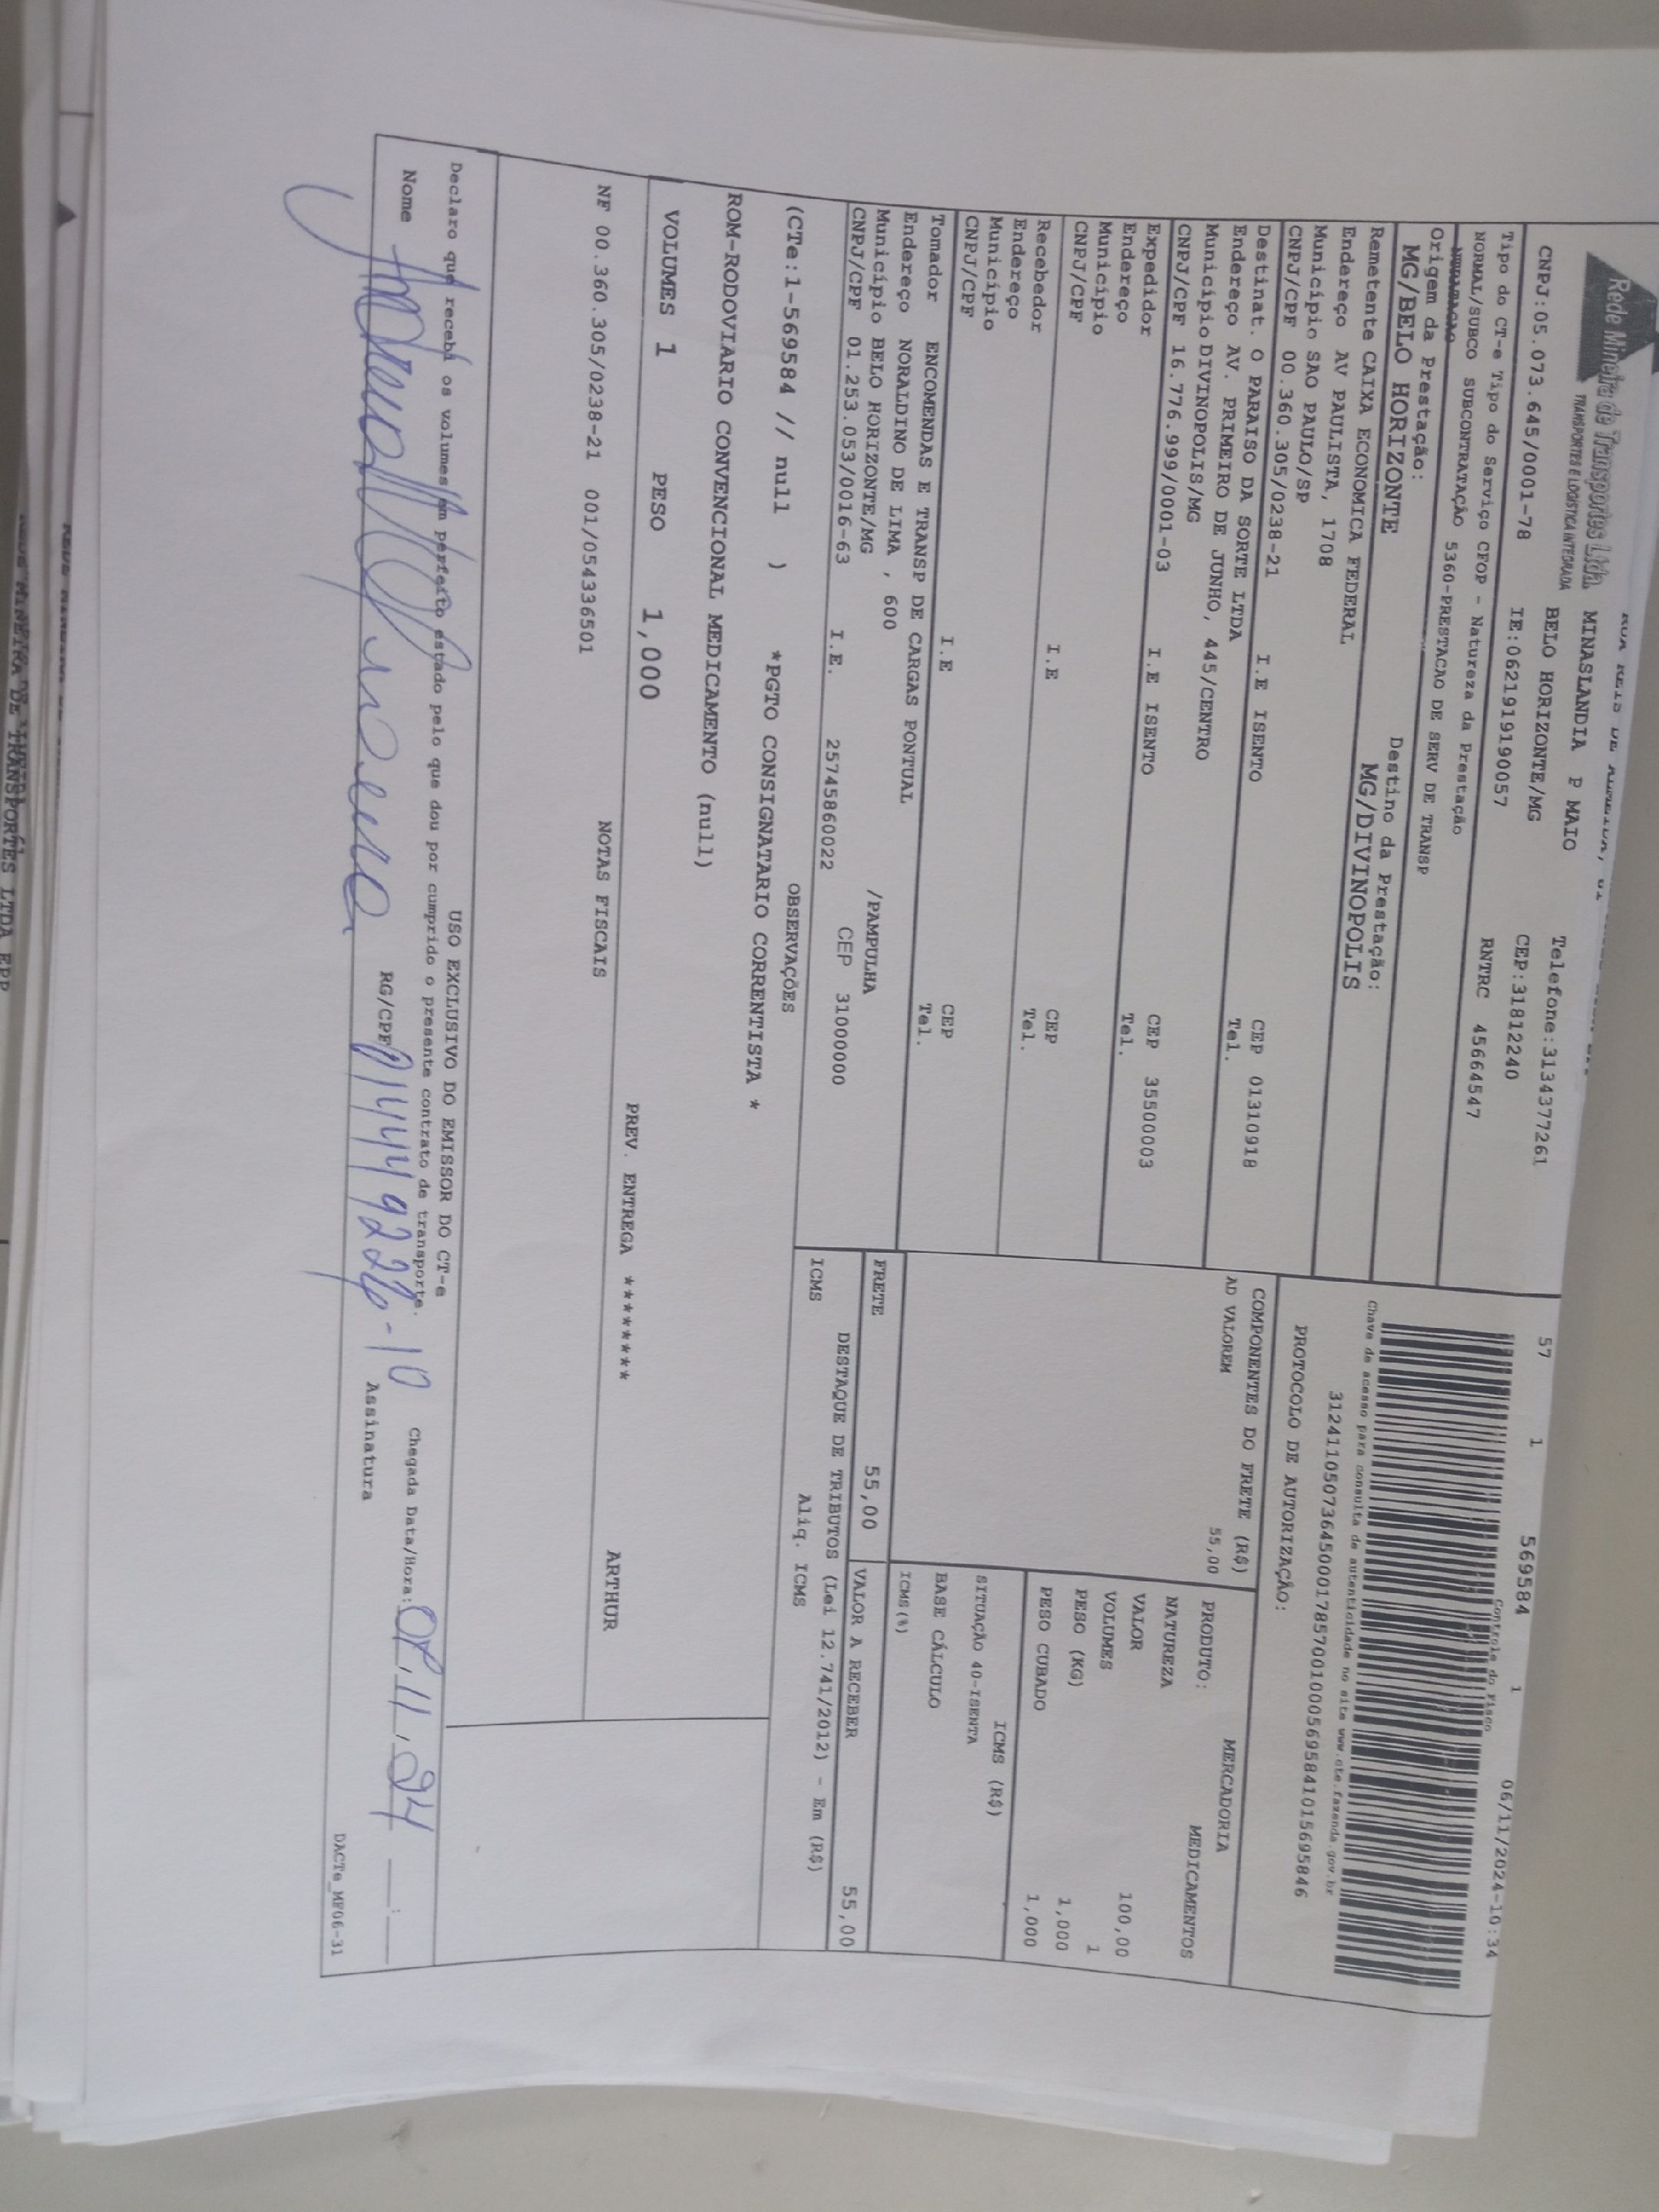 Rede Mineira de Transportes Ltda.
TRANSPORTES E LOGISTICA INTEGRADA
MINASLANDIA P MAIO
Telefone:3134377261
BELO HORIZONTE/MG
CEP:31812240
CNPJ:05.073.645/0001-78
IE:0621919190057
RNTRC 45664547
57 1 569584 1 06/11/2024-10:34
Controle do Fisco
Tipo do CT-e Tipo do Serviço CFOP - Natureza da Prestação
NORMAL/SUBCO SUBCONTRATAÇÃO 5360-PRESTACAO DE SERV DE TRANSP
Origem da Prestação:
Destino da Prestação:
MG/BELO HORIZONTE
MG/DIVINOPOLIS
Chave de acesso para consulta de autenticidade no site www.cte.fazenda.gov.br
31241105073645000178570010005695841015695846
PROTOCOLO DE AUTORIZAÇÃO:
Remetente CAIXA ECONOMICA FEDERAL
Endereço AV PAULISTA, 1708
Município SAO PAULO/SP
CEP 01310918
CNPJ/CPF 00.360.305/0238-21 I.E ISENTO
Tel.
Destinat. O PARAISO DA SORTE LTDA
Endereço AV. PRIMEIRO DE JUNHO, 445/CENTRO
Município DIVINOPOLIS/MG
CEP 35500003
CNPJ/CPF 16.776.999/0001-03 I.E ISENTO
Tel.
Expedidor
Endereço
Município
CEP
CNPJ/CPF
I.E
Tel.
Recebedor
Endereço
Município
CEP
CNPJ/CPF
I.E
Tel.
Tomador ENCOMENDAS E TRANSP DE CARGAS PONTUAL
Endereço NORALDINO DE LIMA , 600
/PAMPULHA
Município BELO HORIZONTE/MG
CEP 31000000
CNPJ/CPF 01.253.053/0016-63 I.E. 25745860022
COMPONENTES DO FRETE (R$)
AD VALOREM 55,00
MERCADORIA
PRODUTO: MEDICAMENTOS
NATUREZA
VALOR 100,00
VOLUMES 1
PESO (KG) 1,000
PESO CUBADO 1,000
ICMS (R$)
SITUAÇÃO 40-ISENTA
BASE CÁLCULO
ICMS(%)
FRETE 55,00
VALOR A RECEBER 55,00
DESTAQUE DE TRIBUTOS (Lei 12.741/2012) - Em (R$)
ICMS Aliq. ICMS
OBSERVAÇÕES
(CTe:1-569584 // null ) *PGTO CONSIGNATARIO CORRENTISTA *
ROM-RODOVIARIO CONVENCIONAL MEDICAMENTO (null)
VOLUMES 1 PESO 1,000 PREV. ENTREGA ******** ARTHUR
NOTAS FISCAIS
NF 00.360.305/0238-21 001/054336501
USO EXCLUSIVO DO EMISSOR DO CT-e
Declaro que recebi os volumes em perfeito estado pelo que dou por cumprido o presente contrato de transporte.
Nome
RG/CPF
Chegada Data/Hora:
11/24
Assinatura
DACTe_MF06-31